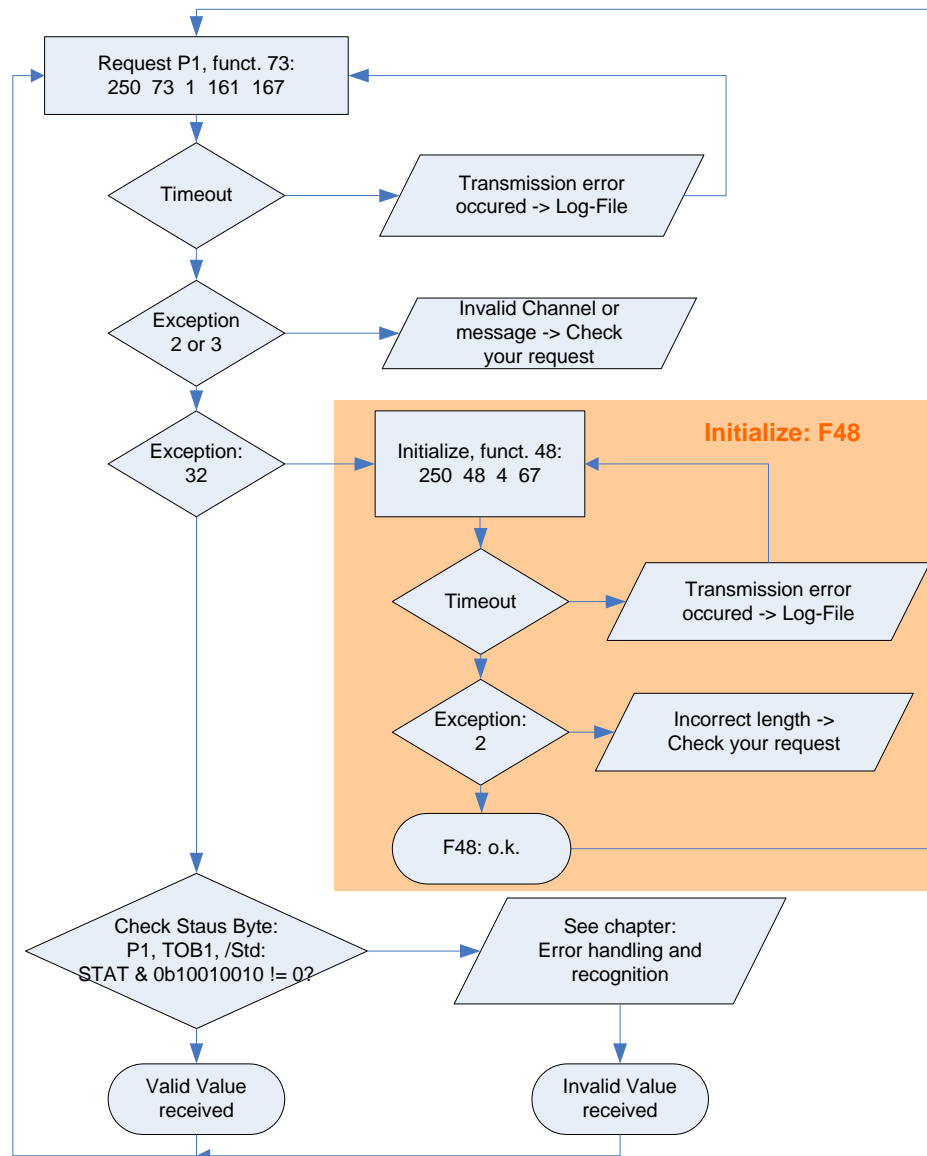 Request P1, funct. 73:
250 73 1 161 167
Timeout
Transmission error
occured -> Log-File
Exception
2 or 3
Invalid Channel or
message -> Check
your request
Exception:
32
Initialize: F48
Initialize, funct. 48:
250 48 4 67
Timeout
Transmission error
occured -> Log-File
Exception:
2
Incorrect length ->
Check your request
F48: o.k.
Check Staus Byte:
P1, TOB1, /Std:
STAT & 0b10010010 != 0?
See chapter:
Error handling and
recognition
Valid Value
received
Invalid Value
received